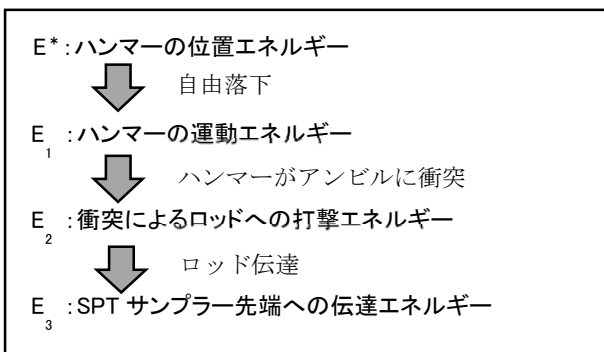 E* :ハンマーの位置エネルギー
自由落下
E1 :ハンマーの運動エネルギー
ハンマーがアンビルに衝突
E2 :衝突によるロッドへの打撃エネルギー
ロッド伝達
E3 :SPT サンプラー先端への伝達エネルギー